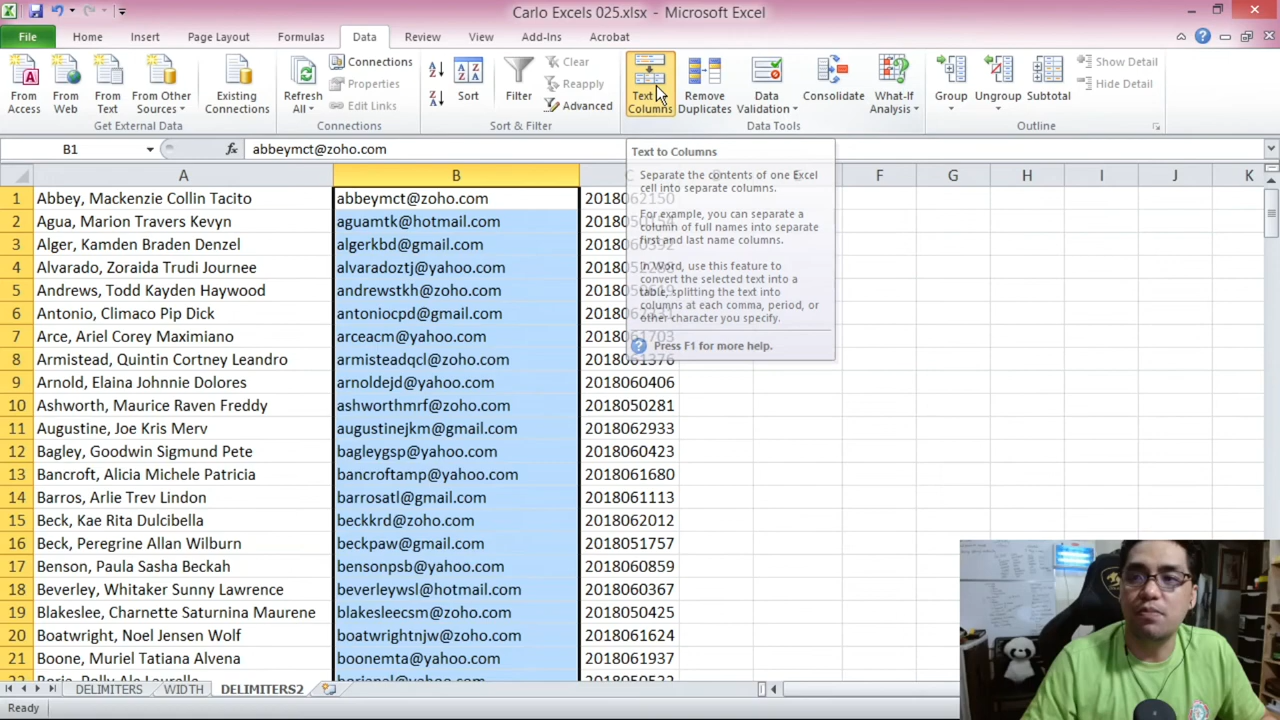 Carlo Excels 025.xlsx - Microsoft Excel
File Home Insert Page Layout Formulas Data Review View Add-Ins Acrobat
From Access
From Web
From Text
From Other Sources
Existing Connections
Get External Data
Refresh All
Connections
Properties
Edit Links
Connections
Sort
Filter
Clear
Reapply
Advanced
Sort & Filter
Text
Columns
Remove Duplicates
Data Validation
Consolidate
What-If Analysis
Data Tools
Group
Ungroup
Subtotal
Show Detail
Hide Detail
Outline
B1 fx abbeymct@zoho.com
Text to Columns
Separate the contents of one Excel
cell into separate columns.
For example, you can separate a
column of full names into separate
first and last name columns.
In Word, use this feature to
convert the selected text into a
table, splitting the text into
columns at each comma, period, or
other character you specify.
Press F1 for more help.
A B C F G H I J K
1 Abbey, Mackenzie Collin Tacito abbeymct@zoho.com 2018062150
2 Agua, Marion Travers Kevyn aguamtk@hotmail.com
3 Alger, Kamden Braden Denzel algerkbd@gmail.com 2018060392
4 Alvarado, Zoraida Trudi Journee alvaradoztj@yahoo.com
5 Andrews, Todd Kayden Haywood andrewstkh@zoho.com
6 Antonio, Climaco Pip Dick antoniocpd@gmail.com
7 Arce, Ariel Corey Maximiano arceacm@yahoo.com 2018061703
8 Armistead, Quintin Cortney Leandro armisteadqcl@zoho.com 2018061376
9 Arnold, Elaina Johnnie Dolores arnoldejd@yahoo.com 2018060406
10 Ashworth, Maurice Raven Freddy ashworthmrf@zoho.com 2018050281
11 Augustine, Joe Kris Merv augustinejkm@gmail.com 2018062933
12 Bagley, Goodwin Sigmund Pete bagleygsp@yahoo.com 2018060423
13 Bancroft, Alicia Michele Patricia bancroftamp@yahoo.com 2018061680
14 Barros, Arlie Trev Lindon barrosatl@gmail.com 2018061113
15 Beck, Kae Rita Dulcibella beckkrd@zoho.com 2018062012
16 Beck, Peregrine Allan Wilburn beckpaw@gmail.com 2018051757
17 Benson, Paula Sasha Beckah bensonpsb@yahoo.com 2018060859
18 Beverley, Whitaker Sunny Lawrence beverleywsl@hotmail.com 2018060367
19 Blakeslee, Charnette Saturnina Maurene blakesleecsm@zoho.com 2018050425
20 Boatwright, Noel Jensen Wolf boatwrightnjw@zoho.com 2018061624
21 Boone, Muriel Tatiana Alvena boonemta@yahoo.com 2018061937
DELIMITERS WIDTH DELIMITERS2
Ready